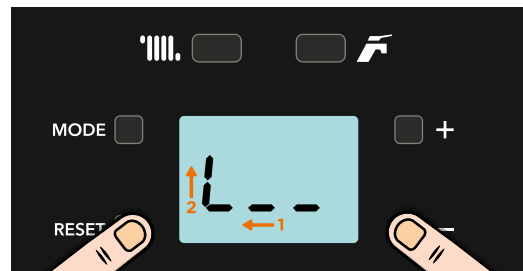 MODE +
2 L _ _ _
1
RESET −